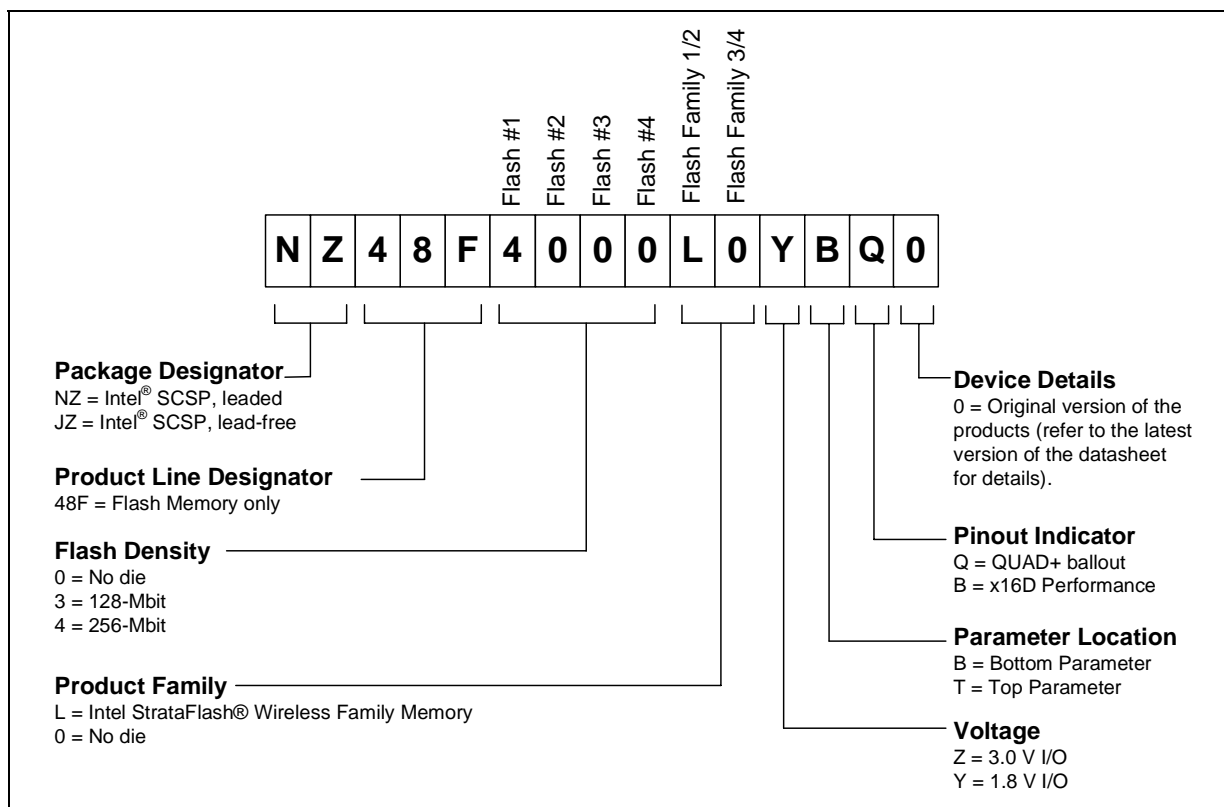 Flash #1
Flash #2
Flash #3
Flash #4
Flash Family 1/2
Flash Family 3/4
N Z 4 8 F 4 0 0 0 L 0 Y B Q 0
Package Designator
NZ = Intel® SCSP, leaded
JZ = Intel® SCSP, lead-free
Product Line Designator
48F = Flash Memory only
Flash Density
0 = No die
3 = 128-Mbit
4 = 256-Mbit
Product Family
L = Intel StrataFlash® Wireless Family Memory
0 = No die
Device Details
0 = Original version of the
products (refer to the latest
version of the datasheet
for details).
Pinout Indicator
Q = QUAD+ ballout
B = x16D Performance
Parameter Location
B = Bottom Parameter
T = Top Parameter
Voltage
Z = 3.0 V I/O
Y = 1.8 V I/O